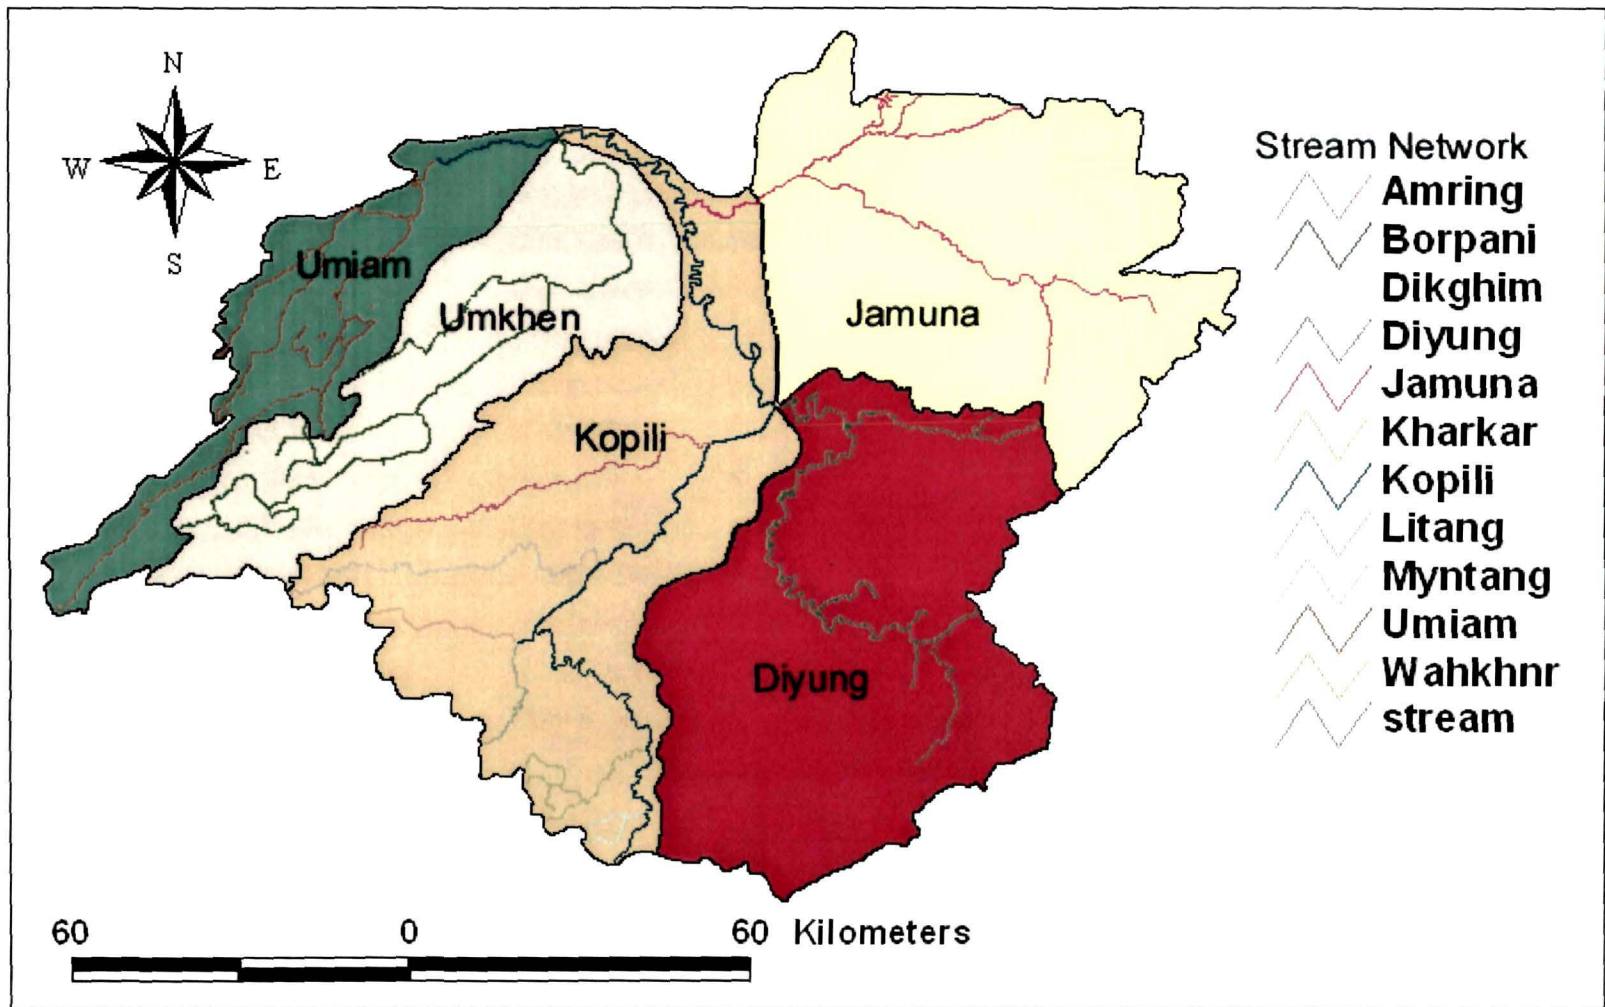 N
W
E
S
Umiam
Umkhen
Kopili
Jamuna
Diyung
Stream Network
Amring
Borpani
Dikghim
Diyung
Jamuna
Kharkar
Kopili
Litang
Myntang
Umiam
Wahkhnr
stream
60 0 60 Kilometers